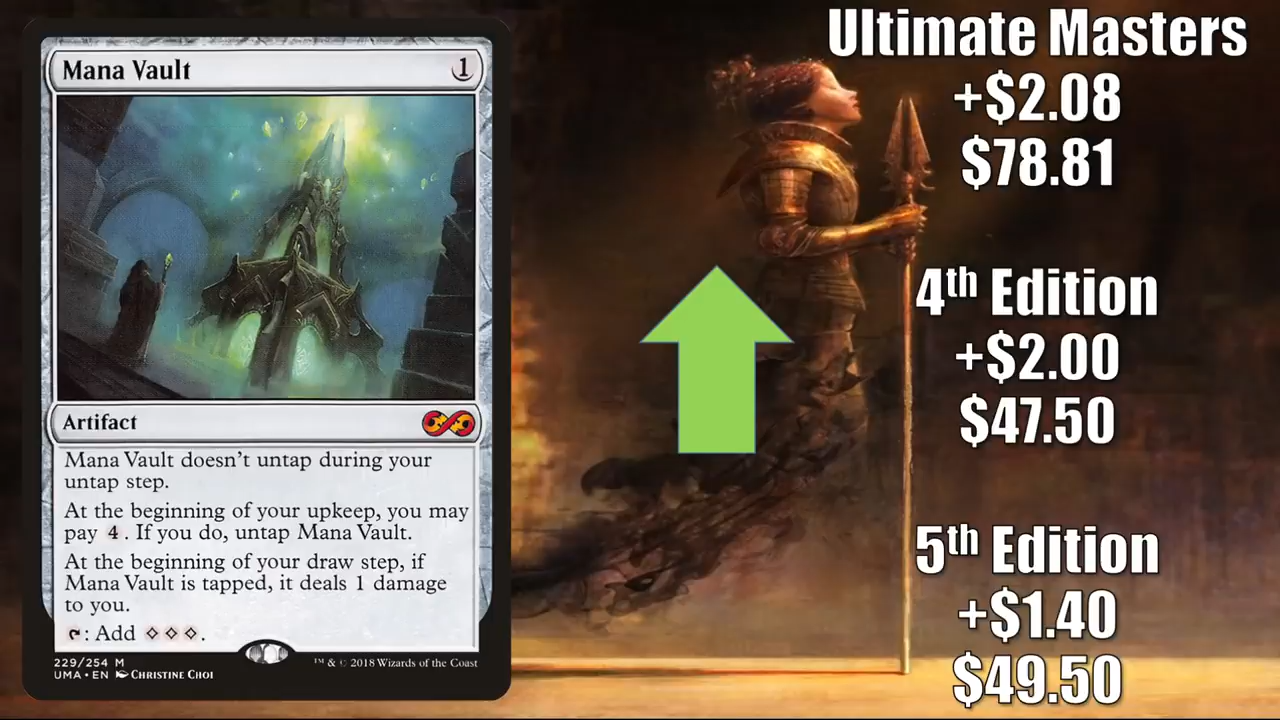 Mana Vault 1
Artifact
Mana Vault doesn't untap during your
untap step.
At the beginning of your upkeep, you may
pay 4. If you do, untap Mana Vault.
At the beginning of your draw step, if
Mana Vault is tapped, it deals 1 damage
to you.
: Add .
229/254 M
UMA • EN Christine Choi
™ & © 2018 Wizards of the Coast
Ultimate Masters
+$2.08
$78.81
4th Edition
+$2.00
$47.50
5th Edition
+$1.40
$49.50